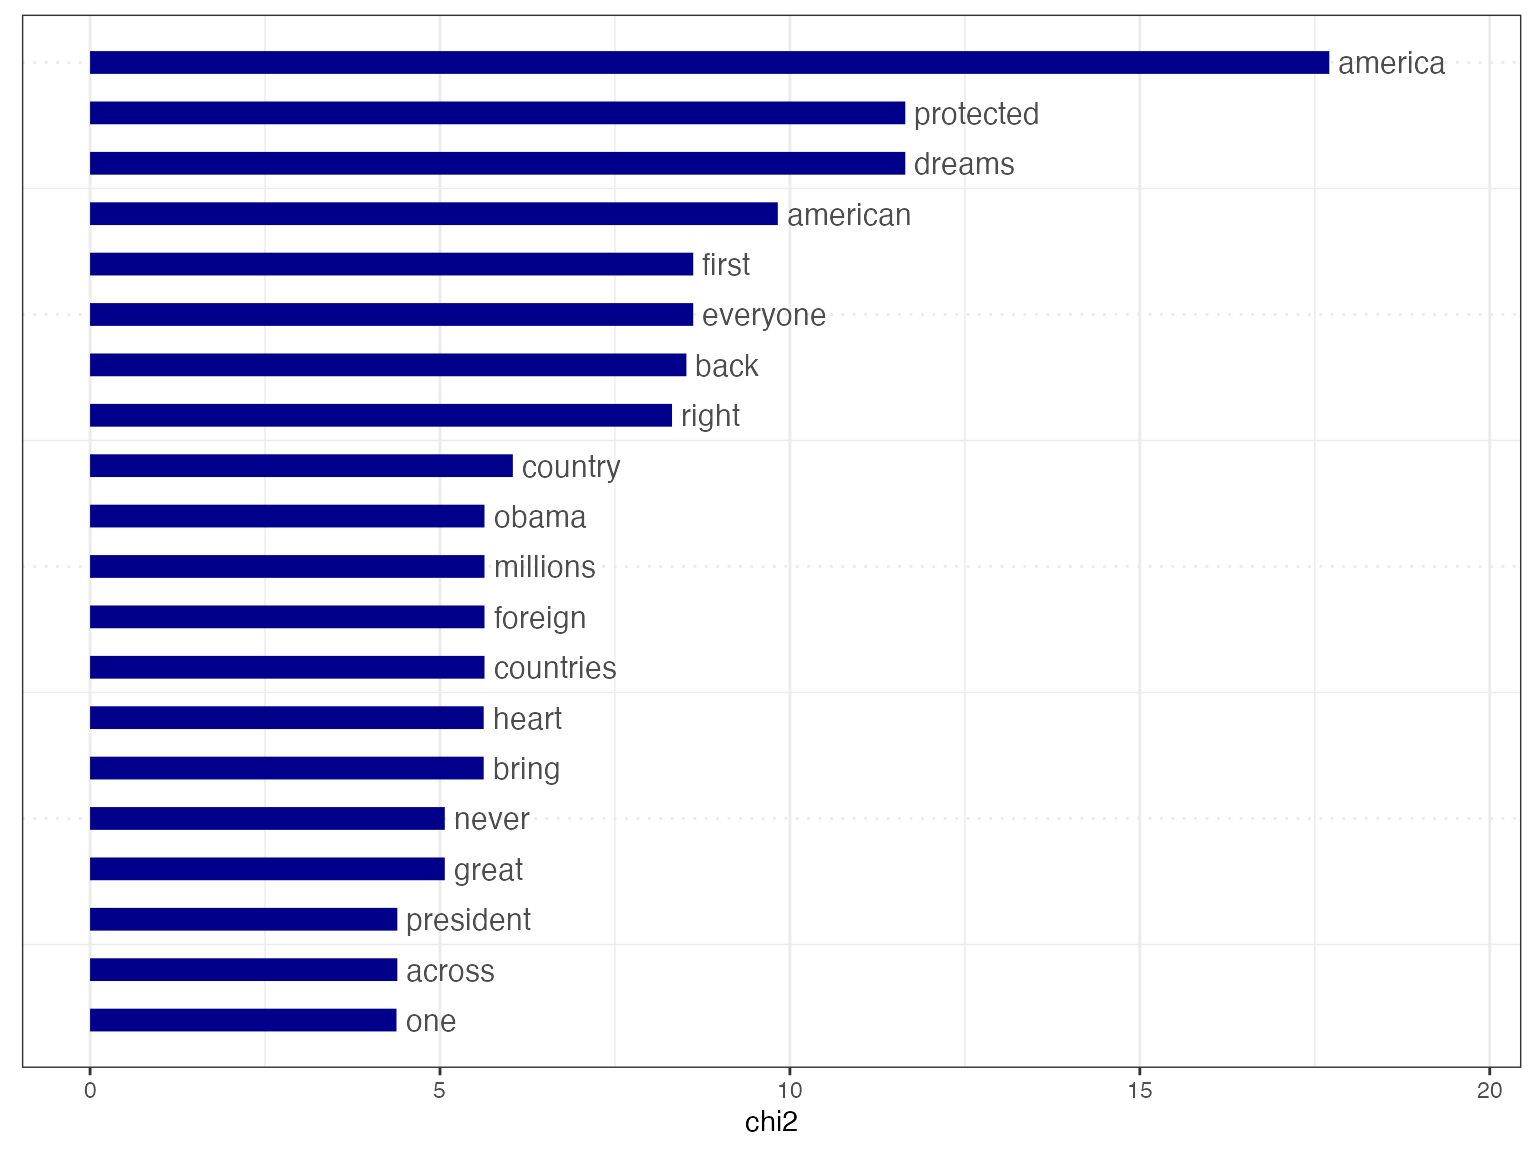 america
protected
dreams
american
first
everyone
back
right
country
obama
millions
foreign
countries
heart
bring
never
great
president
across
one
0 5 10 15 20
chi2